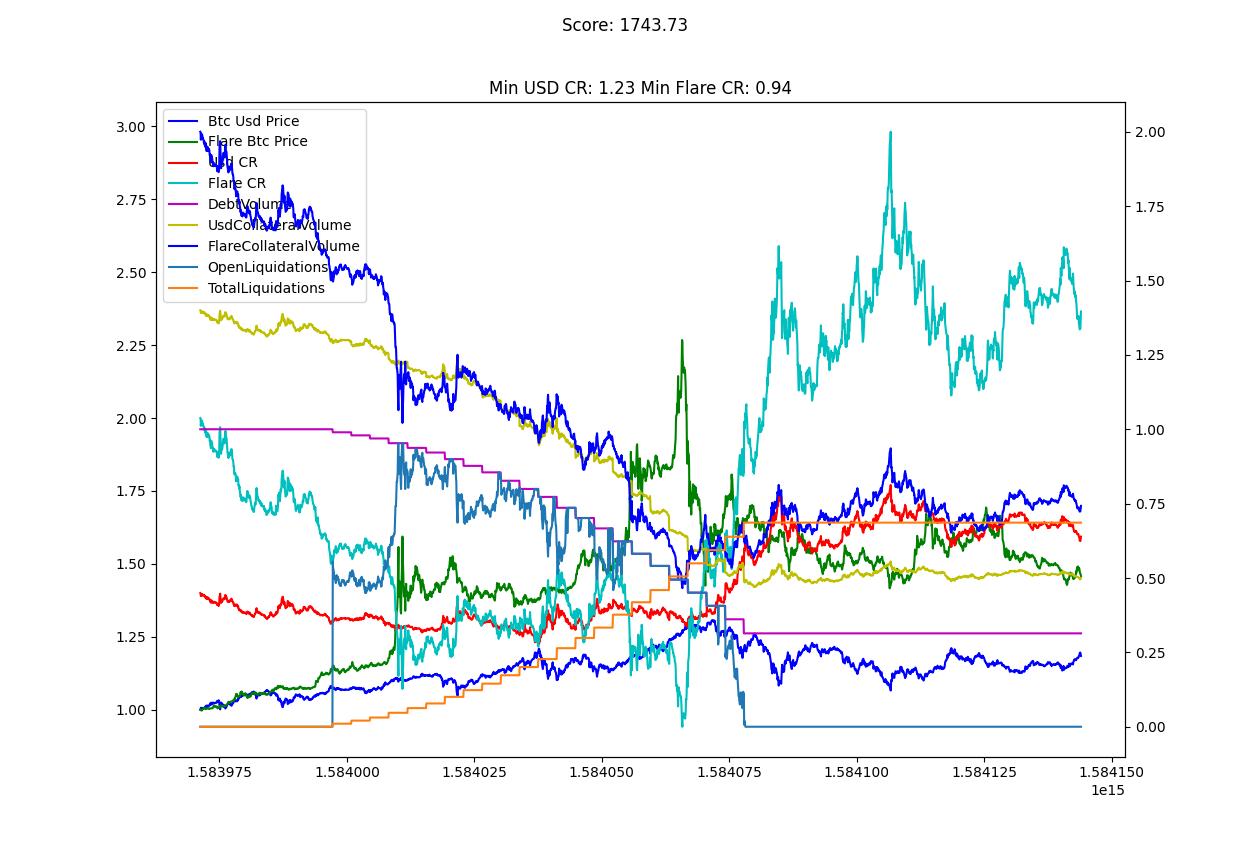 Score: 1743.73
Min USD CR: 1.23 Min Flare CR: 0.94
Btc Usd Price
Flare Btc Price
Usd CR
Flare CR
DebtVolume
UsdCollateralVolume
FlareCollateralVolume
OpenLiquidations
TotalLiquidations
3.00
2.75
2.50
2.25
2.00
1.75
1.50
1.25
1.00
2.00
1.75
1.50
1.25
1.00
0.75
0.50
0.25
0.00
1.583975
1.584000
1.584025
1.584050
1.584075
1.584100
1.584125
1.584150
1e15